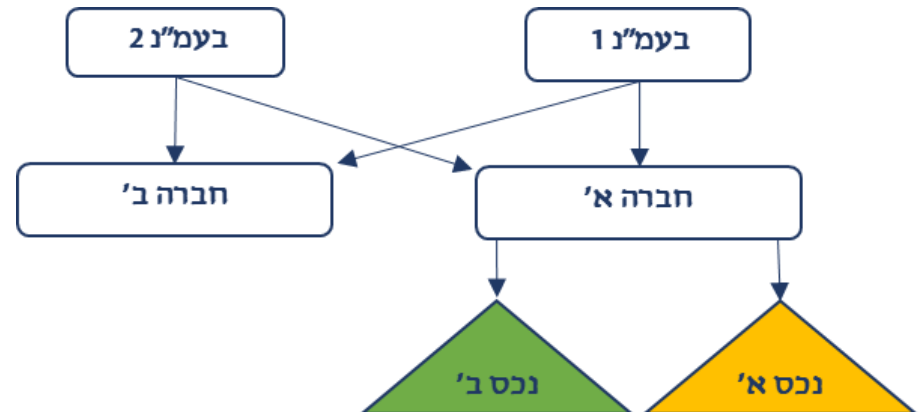 בעמ"נ 1
בעמ"נ 2
חברה א'
חברה ב'
נכס א'
נכס ב'